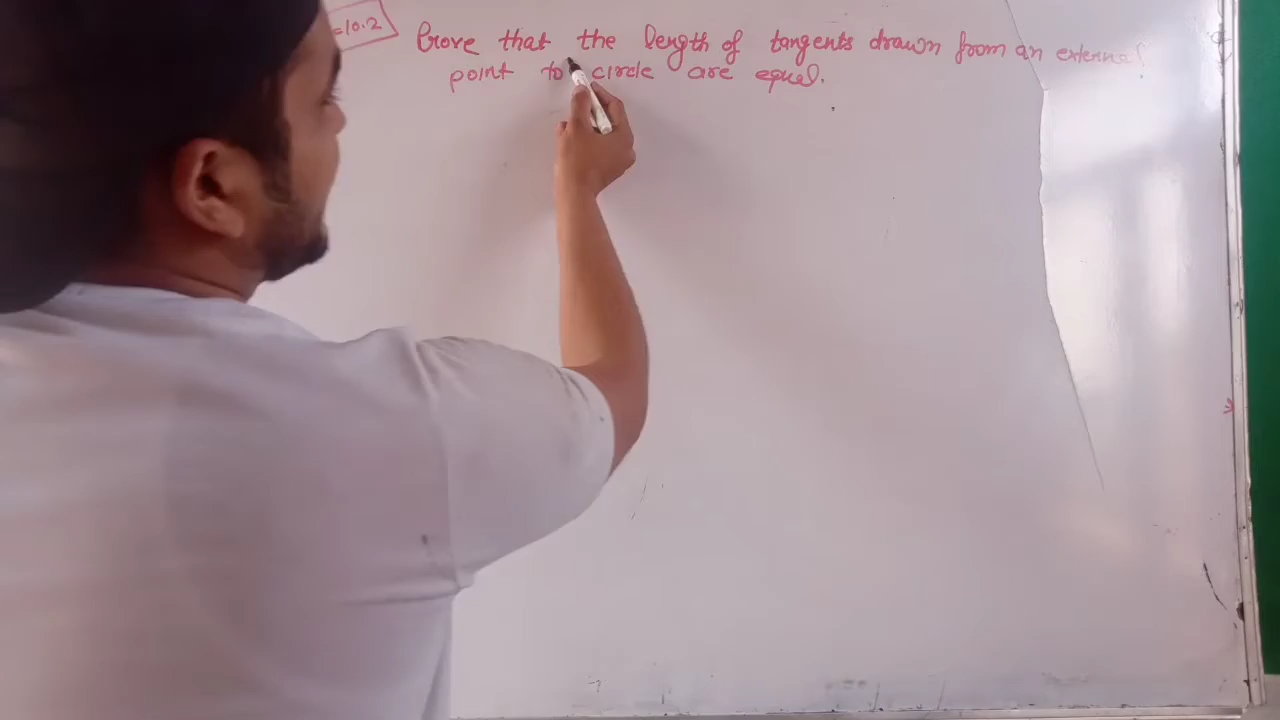 =10.2
Prove that the length of tangents drawn from an external
point to circle are equal.